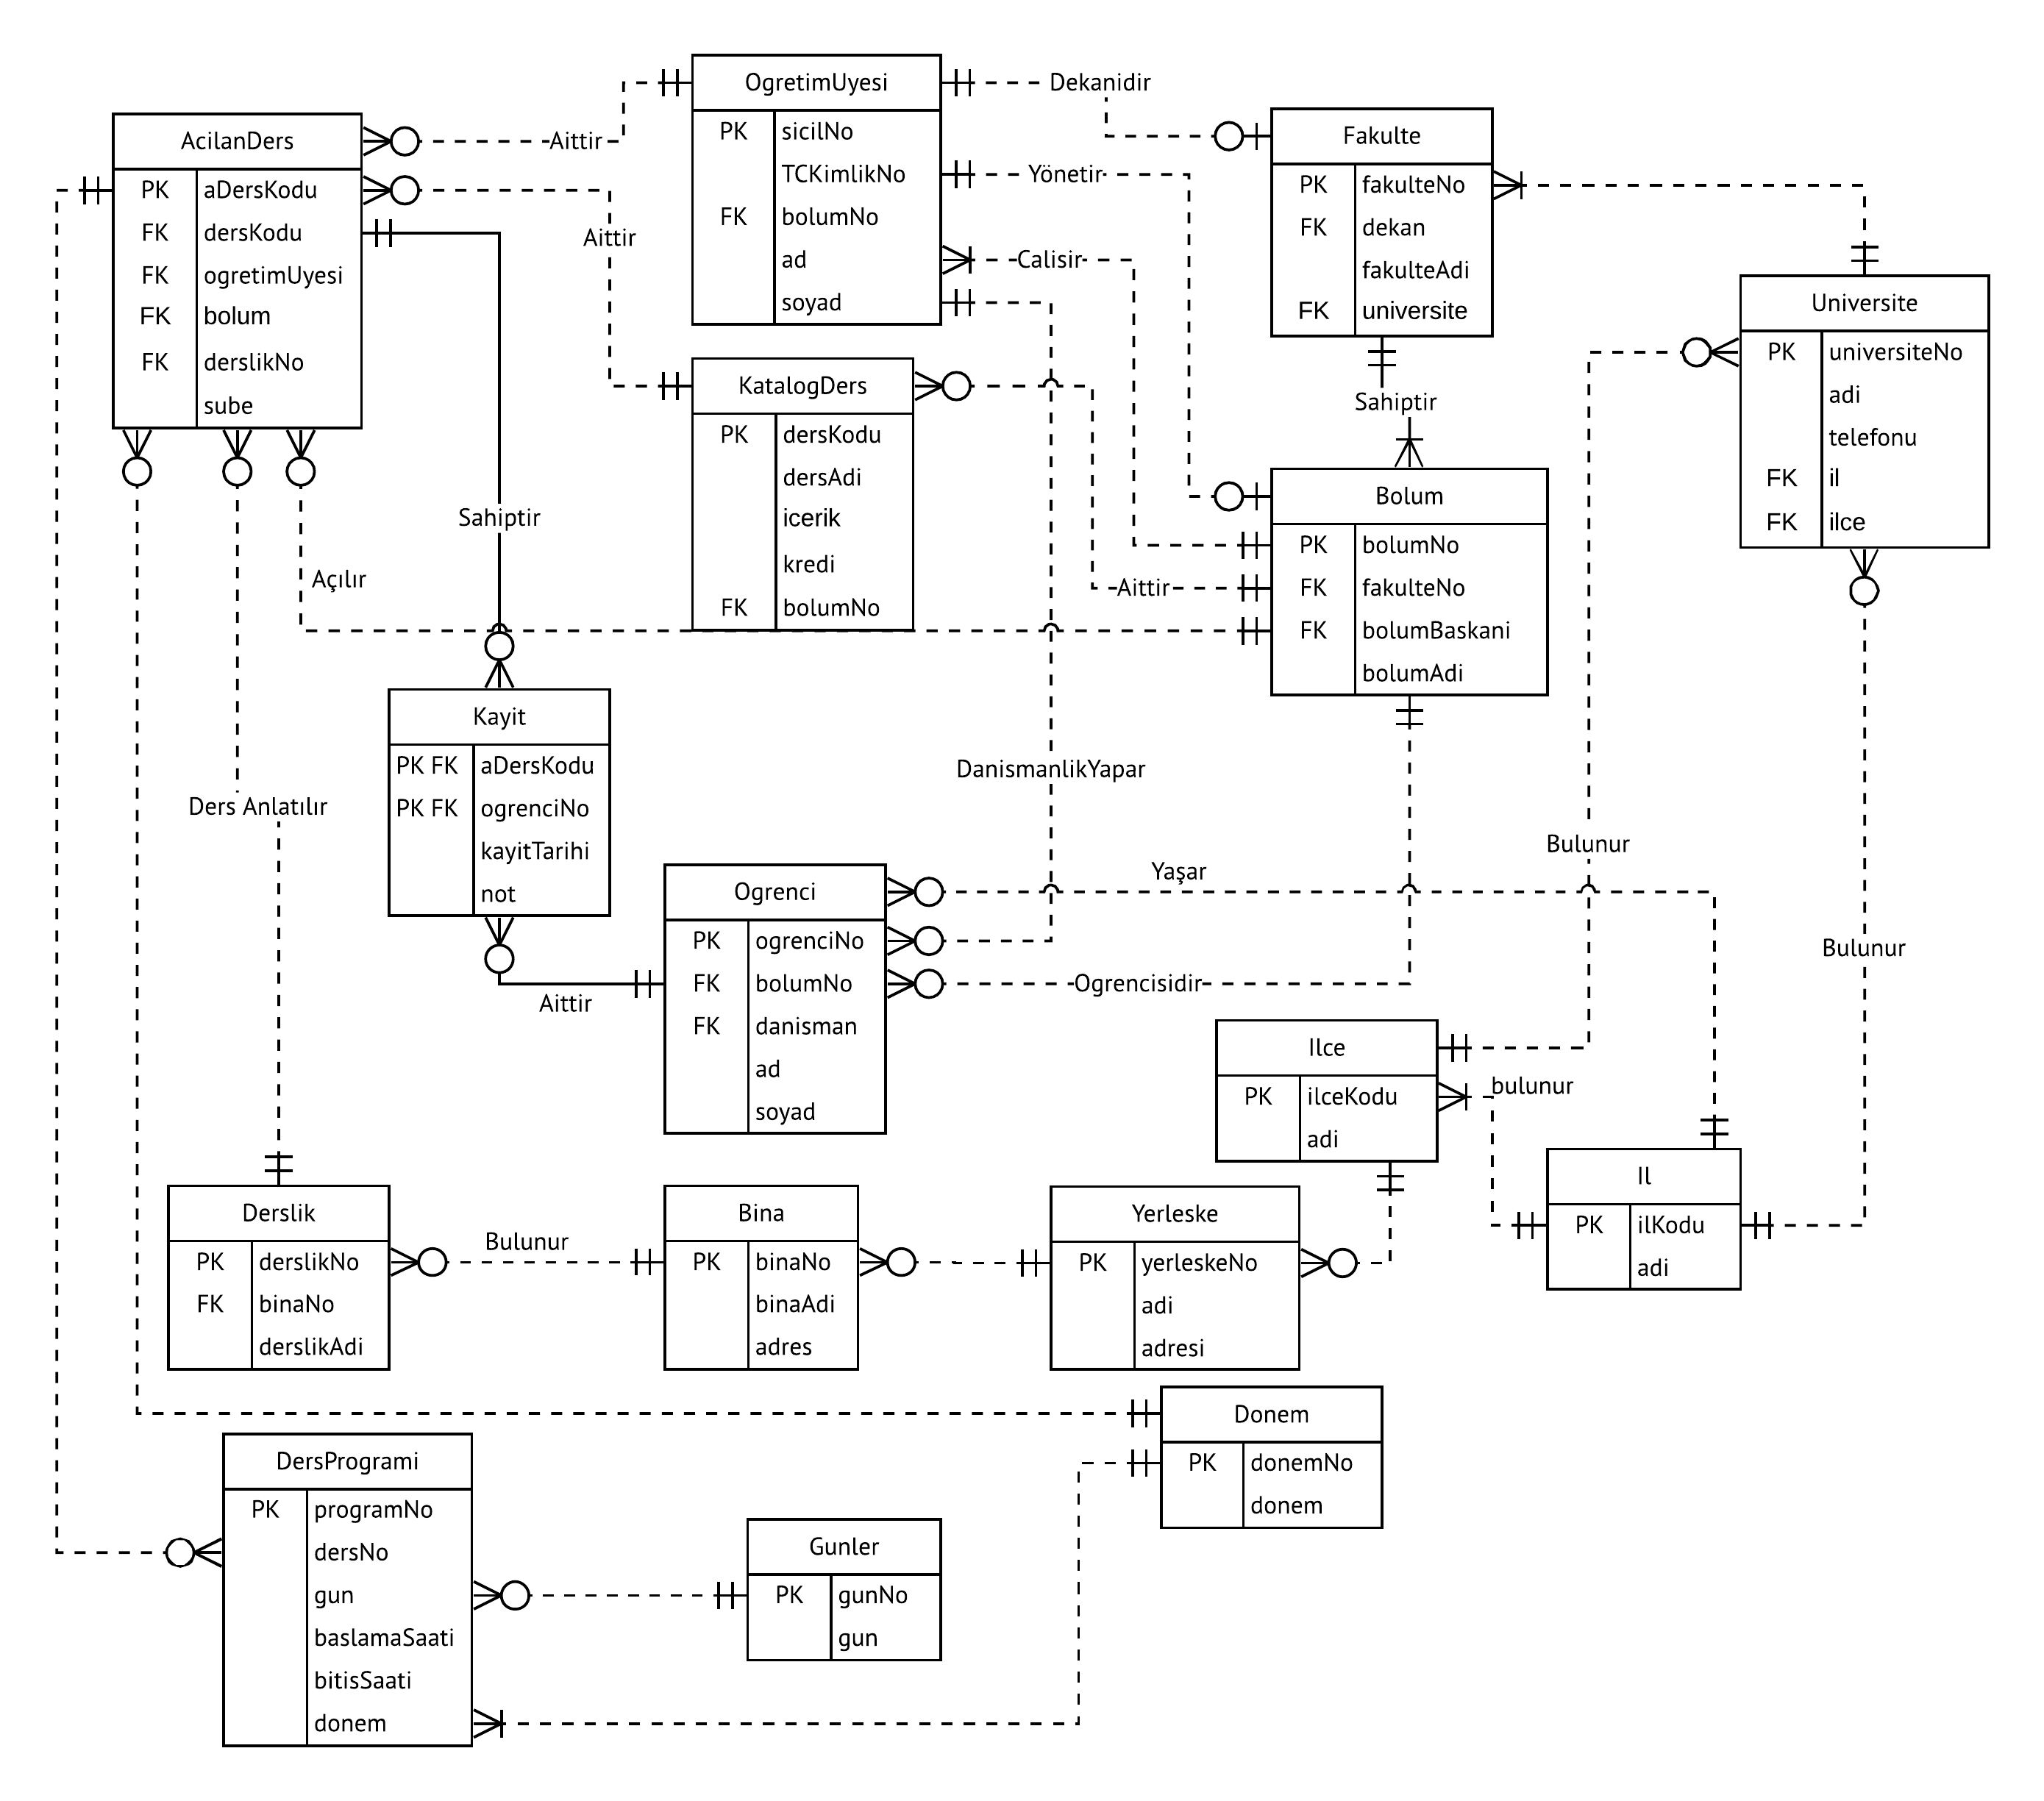 OgretimUyesi
PK sicilNo
TCKimlikNo
FK bolumNo
ad
soyad
Dekanidir
Yönetir
Calisir
Aittir
Aittir
AcilanDers
PK aDersKodu
FK dersKodu
FK ogretimUyesi
FK bolum
FK derslikNo
sube
Fakulte
PK fakulteNo
FK dekan
fakulteAdi
FK universite
Universite
PK universiteNo
adi
telefonu
FK il
FK ilce
KatalogDers
PK dersKodu
dersAdi
icerik
kredi
FK bolumNo
Sahiptir
Bolum
PK bolumNo
FK fakulteNo
FK bolumBaskani
bolumAdi
Aittir
Sahiptir
Açılır
Kayit
PK FK aDersKodu
PK FK ogrenciNo
kayitTarihi
not
DanismanlikYapar
Ders Anlatılır
Bulunur
Yaşar
Bulunur
Ogrenci
PK ogrenciNo
FK bolumNo
FK danisman
ad
soyad
Ogrencisidir
Aittir
Ilce
PK ilceKodu
adi
bulunur
Il
PK ilKodu
adi
Derslik
PK derslikNo
FK binaNo
derslikAdi
Bulunur
Bina
PK binaNo
binaAdi
adres
Yerleske
PK yerleskeNo
adi
adresi
Donem
PK donemNo
donem
DersProgrami
PK programNo
dersNo
gun
baslamaSaati
bitisSaati
donem
Gunler
PK gunNo
gun